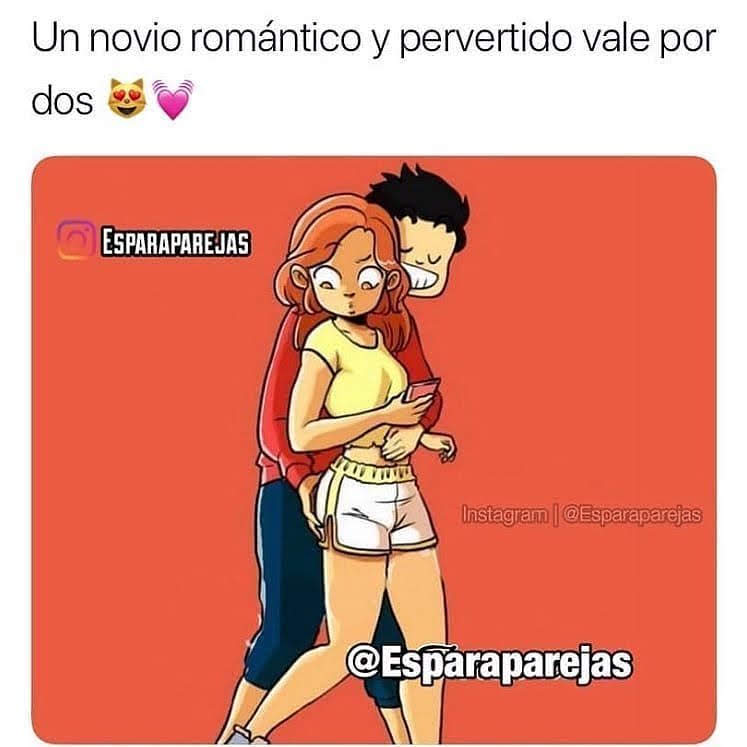 Un novio romántico y pervertido vale por
dos 😻💓
ESPARAPAREJAS
Instagram | @Esparaparejas
@Esparaparejas